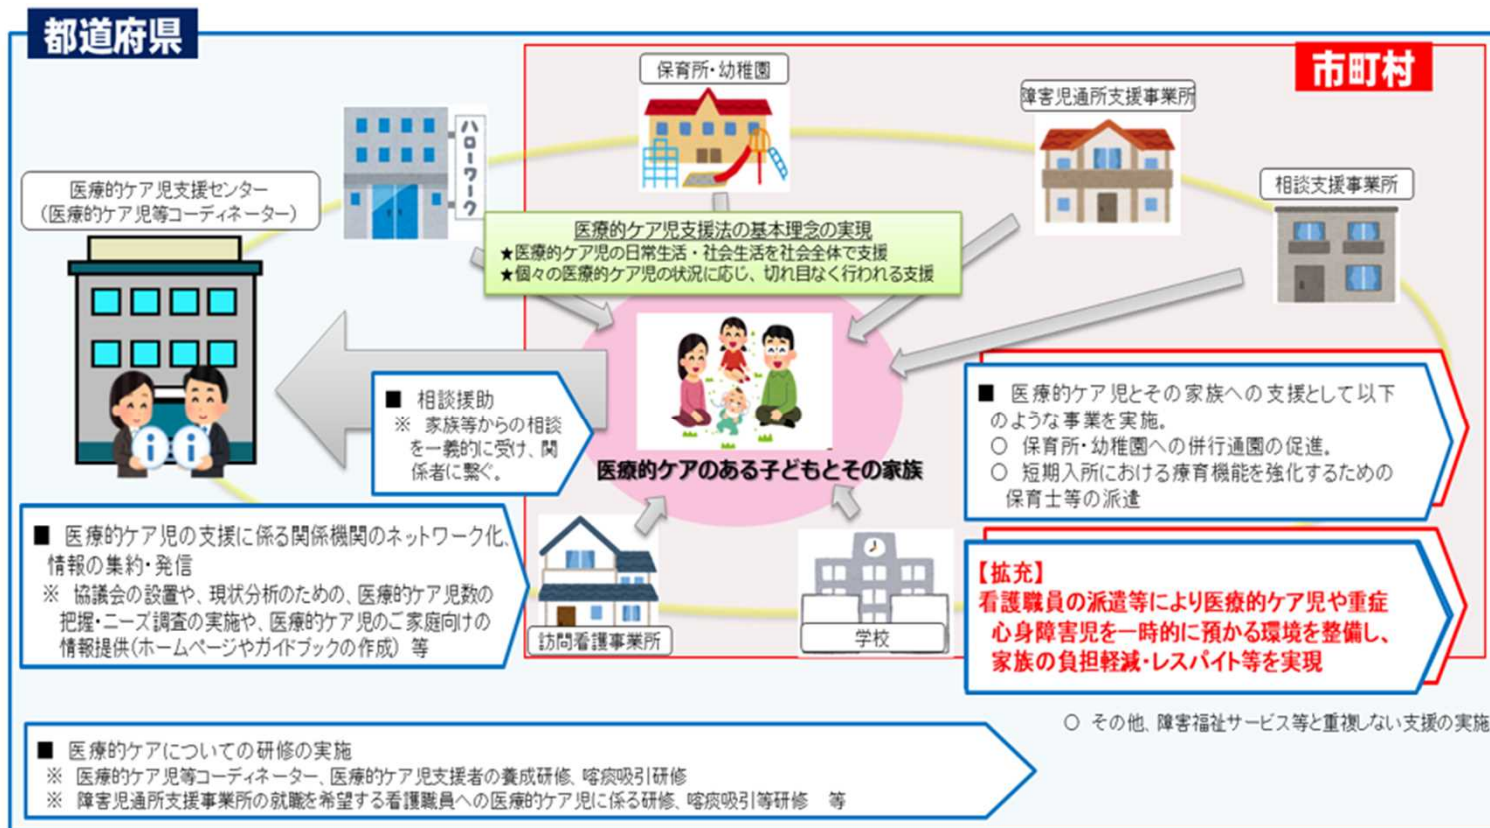 都道府県
市町村
保育所・幼稚園
障害児通所支援事業所
ハローワーク
医療的ケア児支援センター
(医療的ケア児等コーディネーター)
相談支援事業所
医療的ケア児支援法の基本理念の実現
★医療的ケア児の日常生活・社会生活を社会全体で支援
★個々の医療的ケア児の状況に応じ、切れ目なく行われる支援
■ 相談援助
※ 家族等からの相談
を一義的に受け、関
係者に繋ぐ。
医療的ケアのある子どもとその家族
■ 医療的ケア児とその家族への支援として以下
のような事業を実施。
○ 保育所・幼稚園への併行通園の促進。
○ 短期入所における療育機能を強化するための
保育士等の派遣
■ 医療的ケア児の支援に係る関係機関のネットワーク化、
情報の集約・発信
※ 協議会の設置や、現状分析のための、医療的ケア児数の
把握・ニーズ調査の実施や、医療的ケア児のご家庭向けの
情報提供(ホームページやガイドブックの作成) 等
訪問看護事業所
学校
【拡充】
看護職員の派遣等により医療的ケア児や重症
心身障害児を一時的に預かる環境を整備し、
家族の負担軽減・レスパイト等を実現
○ その他、障害福祉サービス等と重複しない支援の実施
■ 医療的ケアについての研修の実施
※ 医療的ケア児等コーディネーター、医療的ケア児支援者の養成研修、喀痰吸引研修
※ 障害児通所支援事業所の就職を希望する看護職員への医療的ケア児に係る研修、喀痰吸引等研修 等